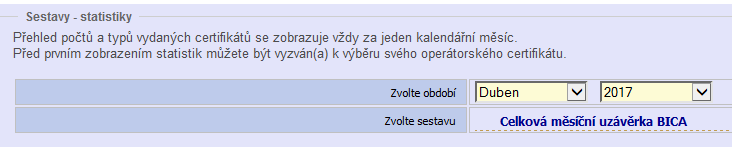 Sestavy - statistiky
Přehled počtů a typů vydaných certifikátů se zobrazuje vždy za jeden kalendářní měsíc.
Před prvním zobrazením statistik můžete být vyzván(a) k výběru svého operátorského certifikátu.
Zvolte období Duben 2017
Zvolte sestavu Celková měsíční uzávěrka BICA